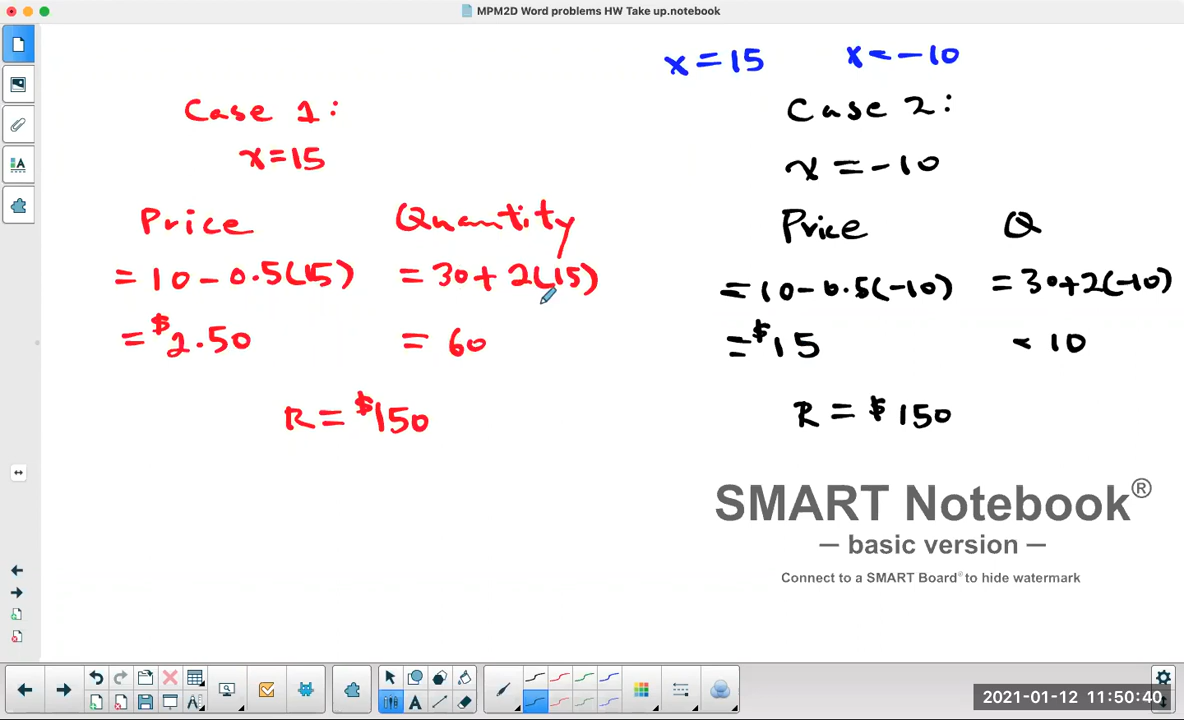 MPM2D Word problems HW Take up.notebook
x = 15 x = -10
Case 1:
x = 15
Price Quantity
= 10 - 0.5(15) = 30 + 2(15)
= $2.50 = 60
R = $150
Case 2:
x = -10
Price Q
= 10 - 0.5(-10) = 30 + 2(-10)
= $15 = 10
R = $150
SMART Notebook®
— basic version —
Connect to a SMART Board® to hide watermark
2021-01-12 11:50:40